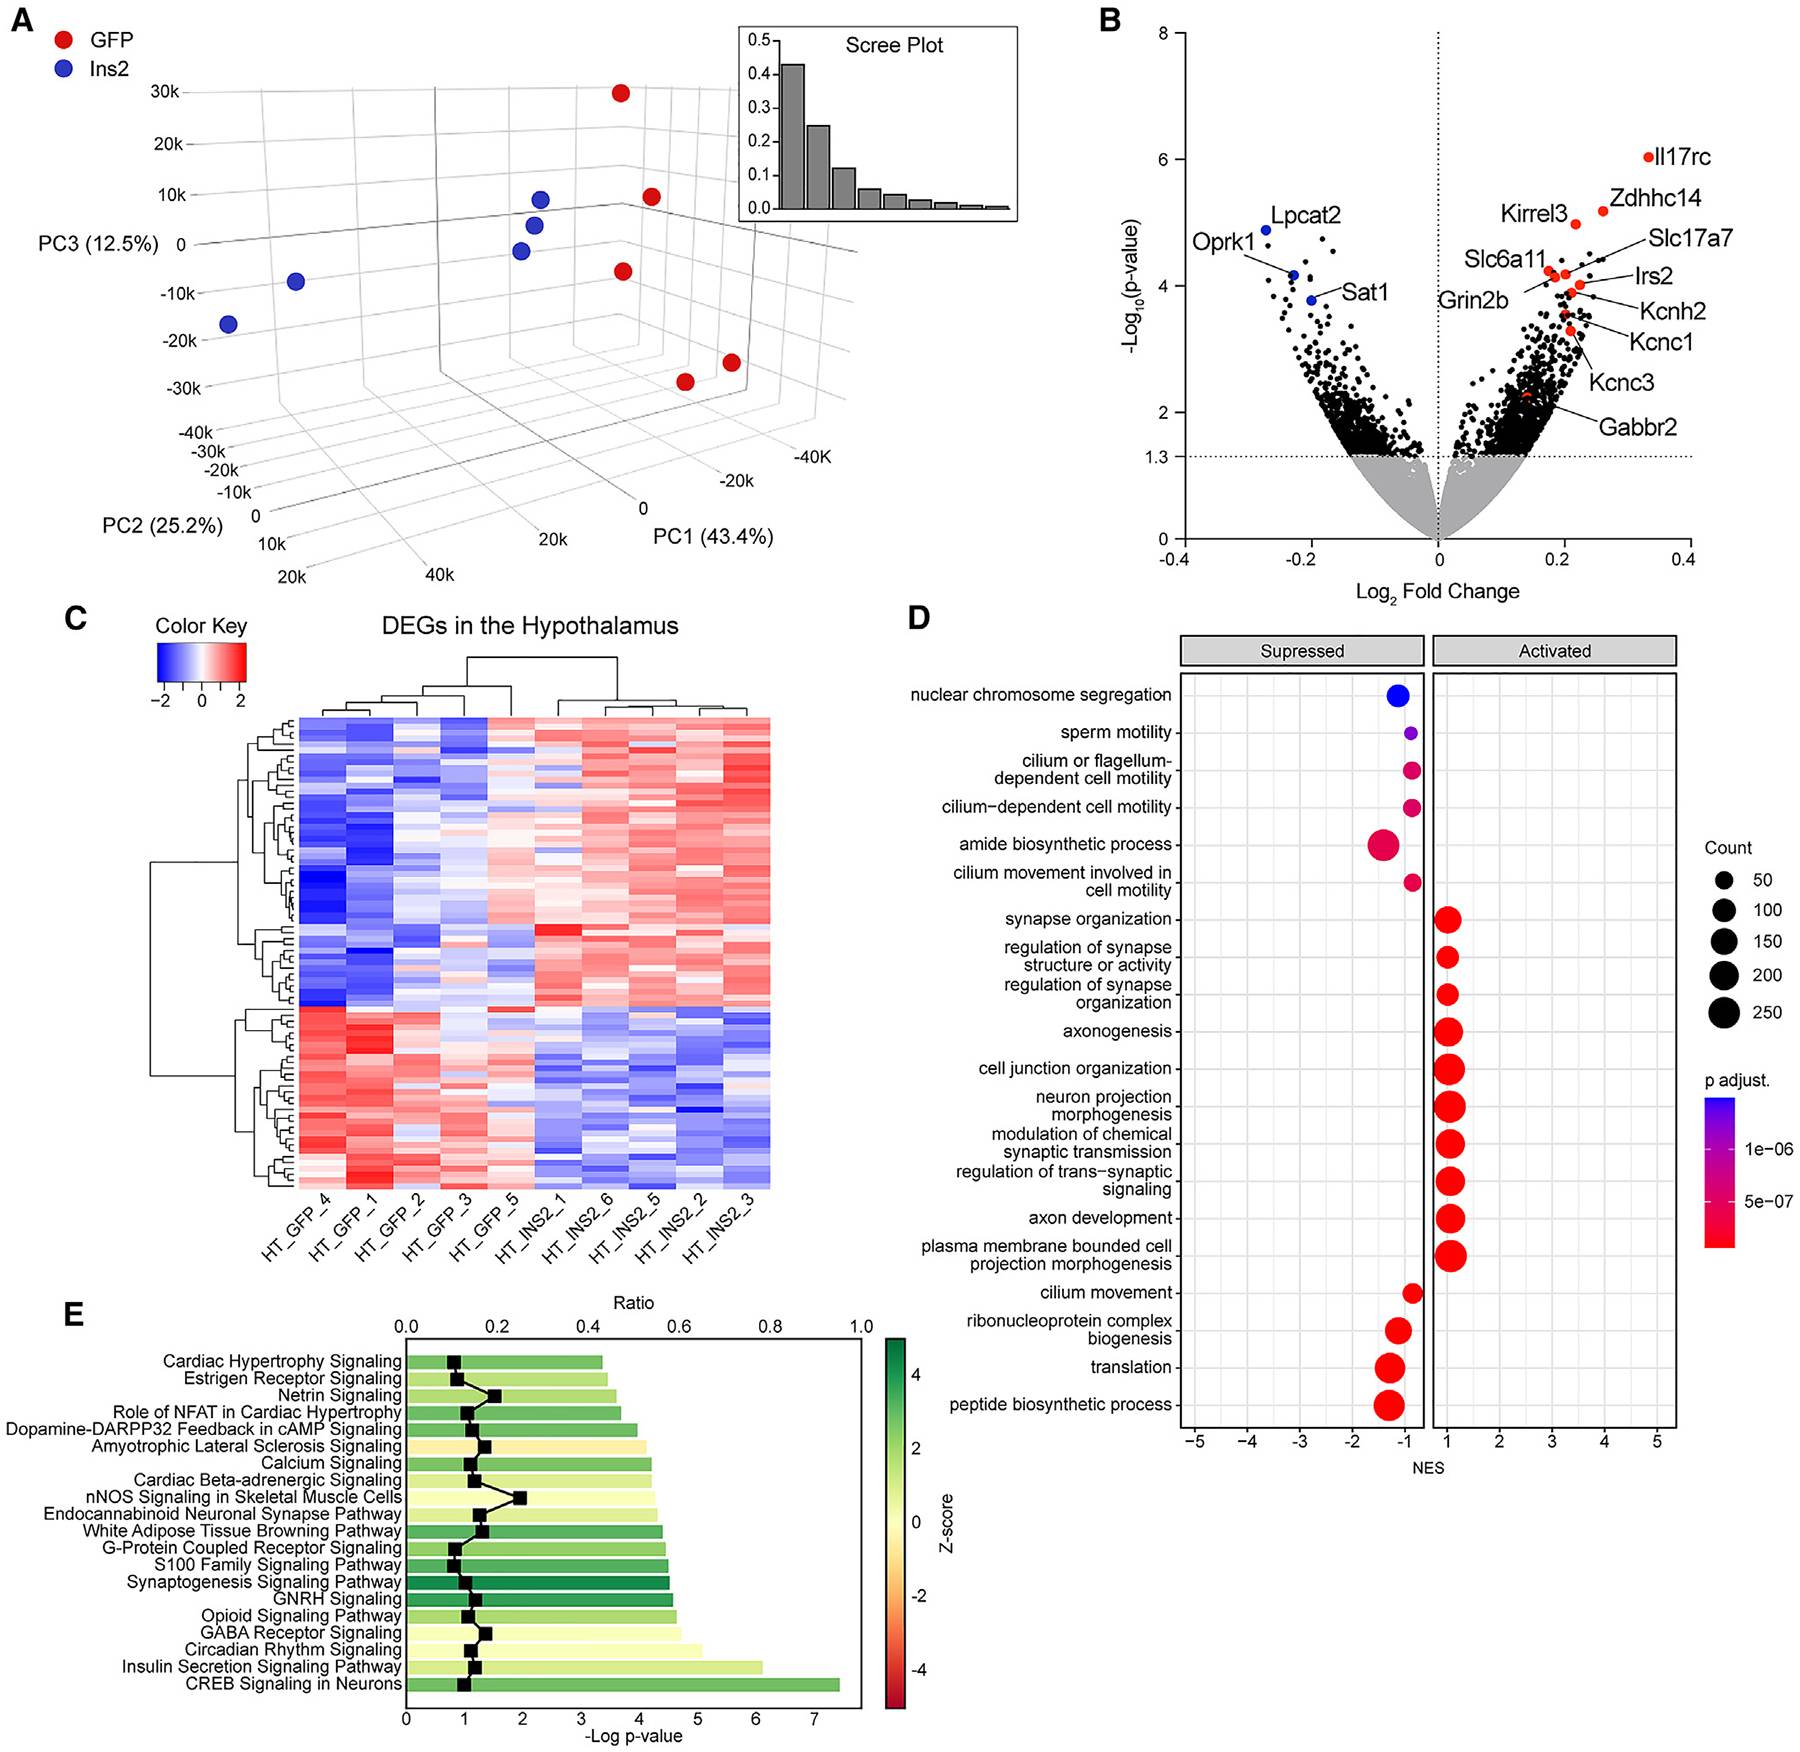 A
GFP
Ins2
30k
20k
10k
PC3 (12.5%)
0
-10k
-20k
-30k
-40k
-30k
-20k
-10k
0
PC2 (25.2%)
10k
20k
40k
20k
0
PC1 (43.4%)
-20k
-40K
Scree Plot
0.5
0.4
0.3
0.2
0.1
0.0
B
8
6
4
2
1.3
0
-Log10(p-value)
Il17rc
Zdhhc14
Kirrel3
Slc17a7
Slc6a11
Irs2
Grin2b
Kcnh2
Kcnc1
Kcnc3
Gabbr2
Lpcat2
Oprk1
Sat1
-0.4
-0.2
0
0.2
0.4
Log2 Fold Change
C
Color Key
−2 0 2
DEGs in the Hypothalamus
HT_GFP_4
HT_GFP_1
HT_GFP_2
HT_GFP_3
HT_GFP_5
HT_INS2_1
HT_INS2_6
HT_INS2_5
HT_INS2_2
HT_INS2_3
D
Supressed
Activated
nuclear chromosome segregation
sperm motility
cilium or flagellum-
dependent cell motility
cilium−dependent cell motility
amide biosynthetic process
cilium movement involved in
cell motility
synapse organization
regulation of synapse
structure or activity
regulation of synapse
organization
axonogenesis
cell junction organization
neuron projection
morphogenesis
modulation of chemical
synaptic transmission
regulation of trans−synaptic
signaling
axon development
plasma membrane bounded cell
projection morphogenesis
cilium movement
ribonucleoprotein complex
biogenesis
translation
peptide biosynthetic process
−5 −4 −3 −2 −1
1 2 3 4 5
NES
Count
50
100
150
200
250
p adjust.
1e−06
5e−07
E
Ratio
0.0 0.2 0.4 0.6 0.8 1.0
Cardiac Hypertrophy Signaling
Estrigen Receptor Signaling
Netrin Signaling
Role of NFAT in Cardiac Hypertrophy
Dopamine-DARPP32 Feedback in cAMP Signaling
Amyotrophic Lateral Sclerosis Signaling
Calcium Signaling
Cardiac Beta-adrenergic Signaling
nNOS Signaling in Skeletal Muscle Cells
Endocannabinoid Neuronal Synapse Pathway
White Adipose Tissue Browning Pathway
G-Protein Coupled Receptor Signaling
S100 Family Signaling Pathway
Synaptogenesis Signaling Pathway
GNRH Signaling
Opioid Signaling Pathway
GABA Receptor Signaling
Circadian Rhythm Signaling
Insulin Secretion Signaling Pathway
CREB Signaling in Neurons
0 1 2 3 4 5 6 7
-Log p-value
4
2
0
-2
-4
Z-score